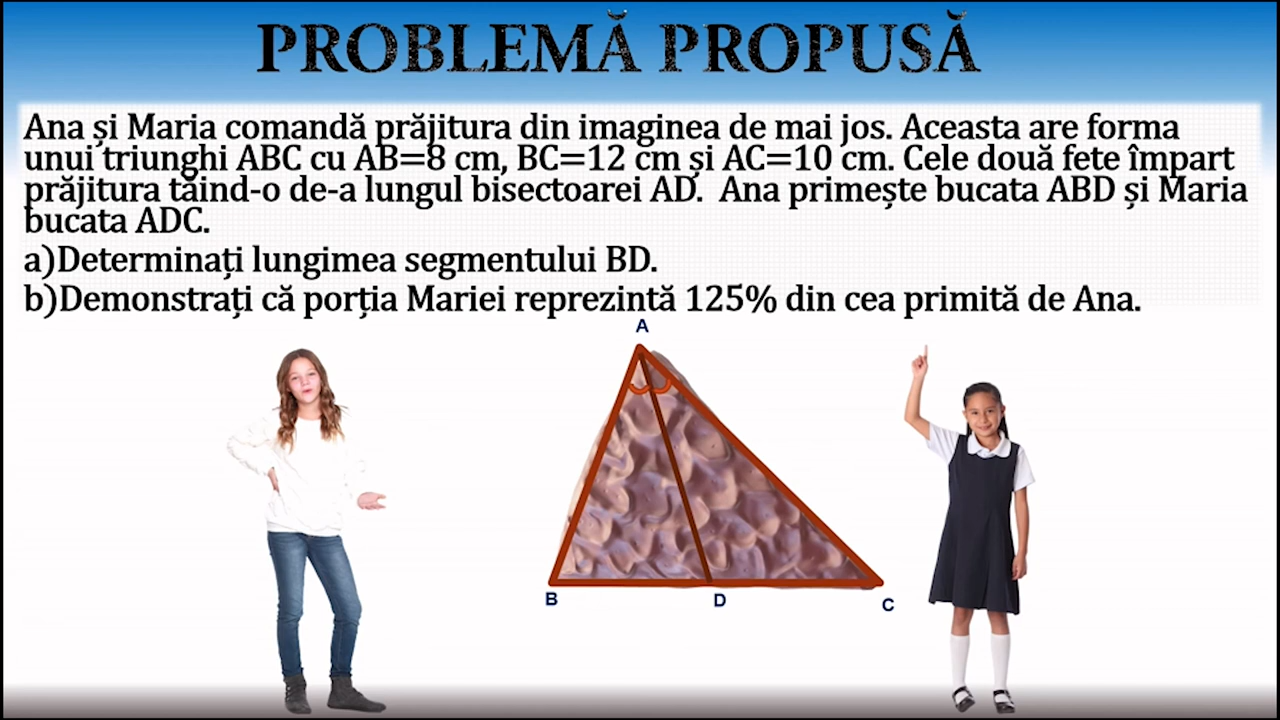 PROBLEMĂ PROPUSĂ
Ana și Maria comandă prăjitura din imaginea de mai jos. Aceasta are forma
unui triunghi ABC cu AB=8 cm, BC=12 cm și AC=10 cm. Cele două fete împart
prăjitura tăind-o de-a lungul bisectoarei AD. Ana primește bucata ABD și Maria
bucata ADC.
a)Determinați lungimea segmentului BD.
b)Demonstrați că porția Mariei reprezintă 125% din cea primită de Ana.
A
B
D
C